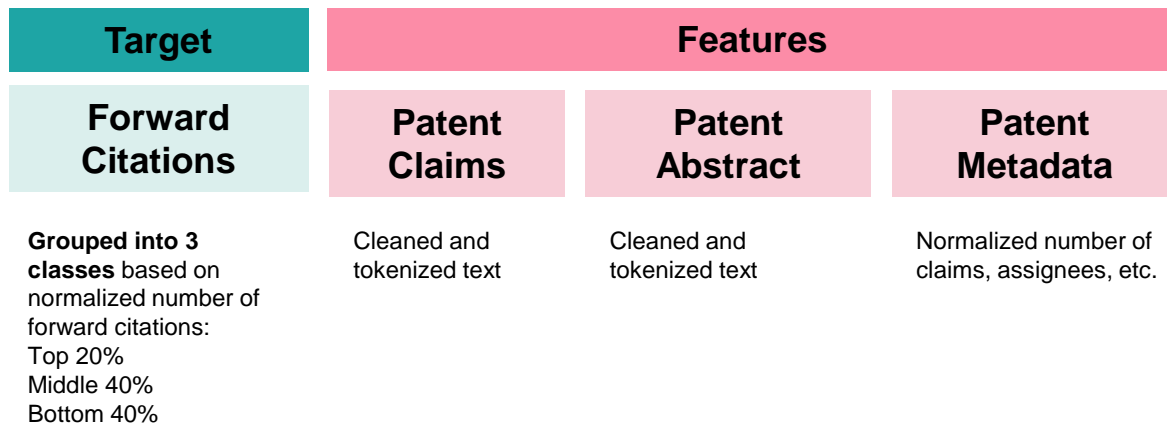 Target
Features
Forward
Citations
Patent
Claims
Patent
Abstract
Patent
Metadata
Grouped into 3
classes based on
normalized number of
forward citations:
Top 20%
Middle 40%
Bottom 40%
Cleaned and
tokenized text
Cleaned and
tokenized text
Normalized number of
claims, assignees, etc.